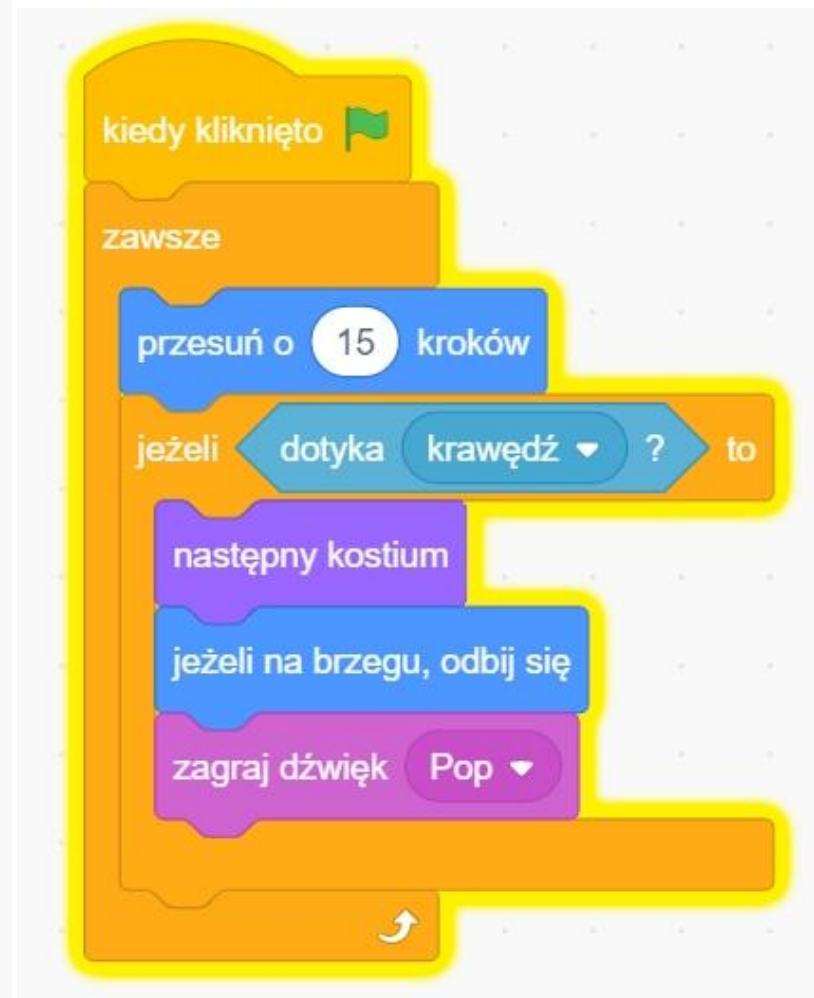 kiedy kliknięto
zawsze
przesuń o 15 kroków
jeżeli dotyka krawędź ? to
następny kostium
jeżeli na brzegu, odbij się
zagraj dźwięk Pop